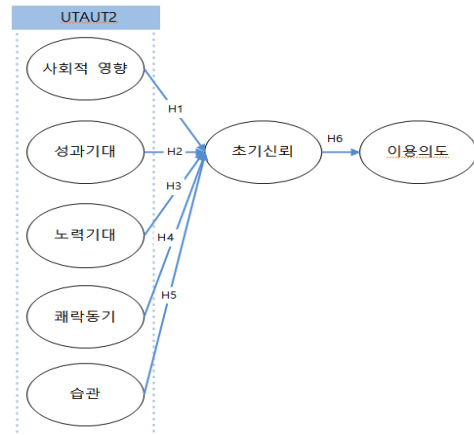 UTAUT2
사회적 영향
H1
성과기대
H2
초기신뢰
H6
이용의도
H3
노력기대
H4
H5
쾌락동기
습관